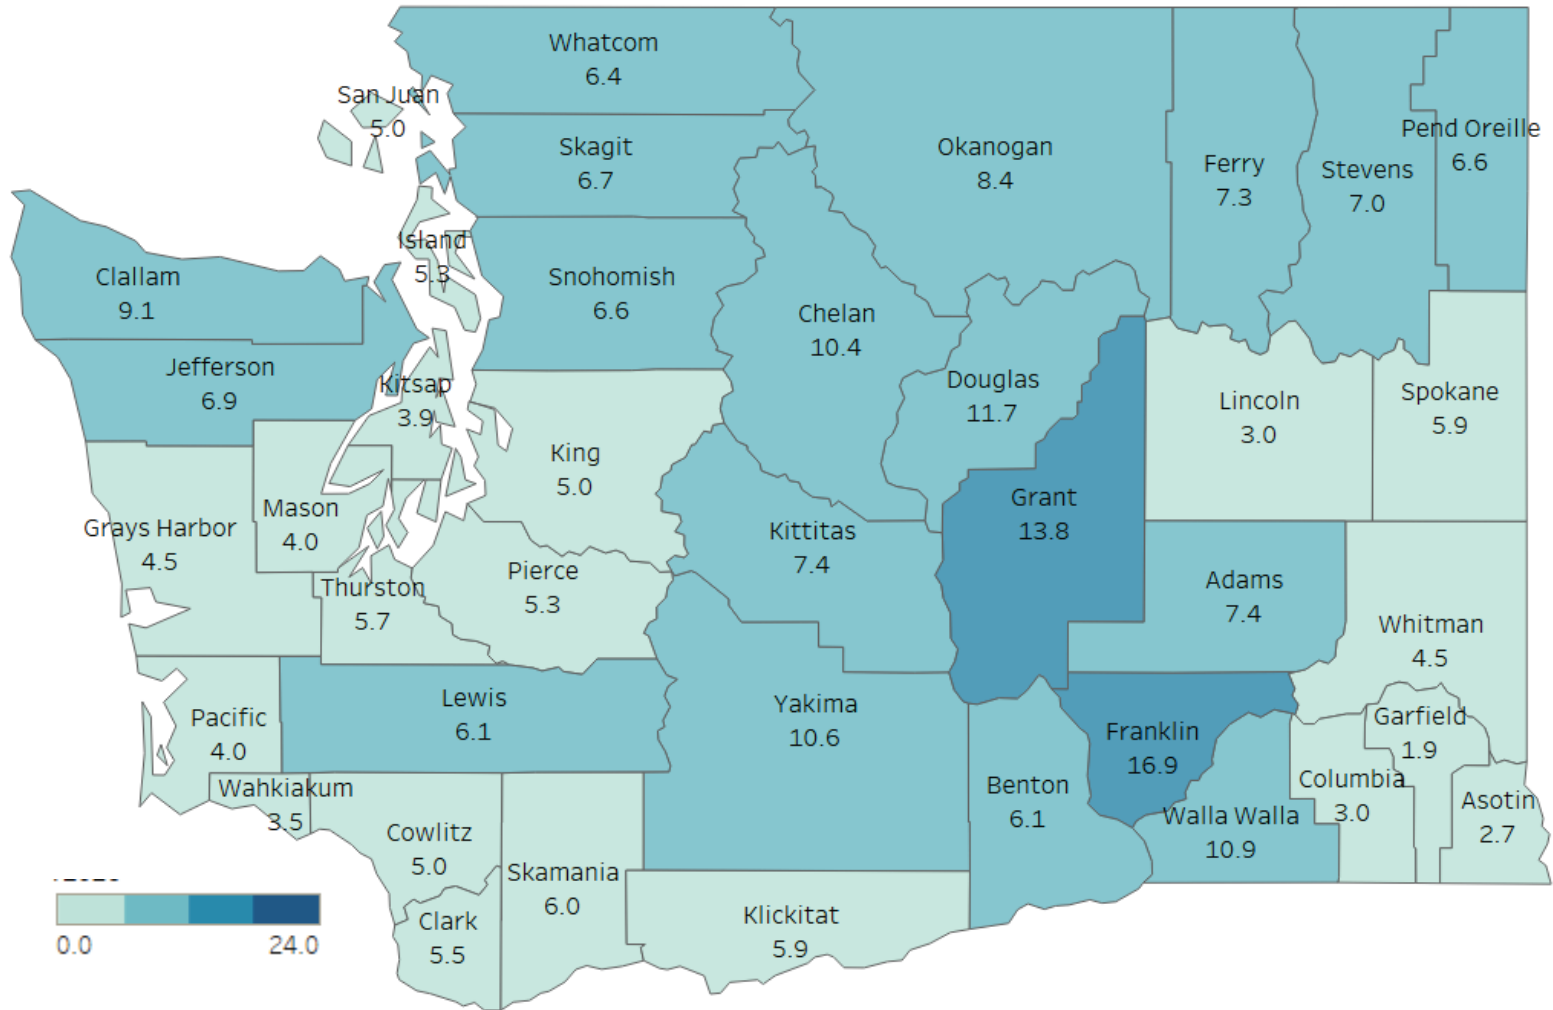 Whatcom
6.4
San Juan
5.0
Skagit
6.7
Okanogan
8.4
Ferry
7.3
Stevens
7.0
Pend Oreille
6.6
Island
5.3
Clallam
9.1
Snohomish
6.6
Chelan
10.4
Jefferson
6.9
Kitsap
3.9
Douglas
11.7
Lincoln
3.0
Spokane
5.9
King
5.0
Grant
13.8
Mason
4.0
Grays Harbor
4.5
Kittitas
7.4
Pierce
5.3
Thurston
5.7
Adams
7.4
Whitman
4.5
Lewis
6.1
Yakima
10.6
Pacific
4.0
Franklin
16.9
Garfield
1.9
Wahkiakum
3.5
Benton
6.1
Columbia
3.0
Walla Walla
10.9
Asotin
2.7
Cowlitz
5.0
Skamania
6.0
Clark
5.5
Klickitat
5.9
0.0
24.0